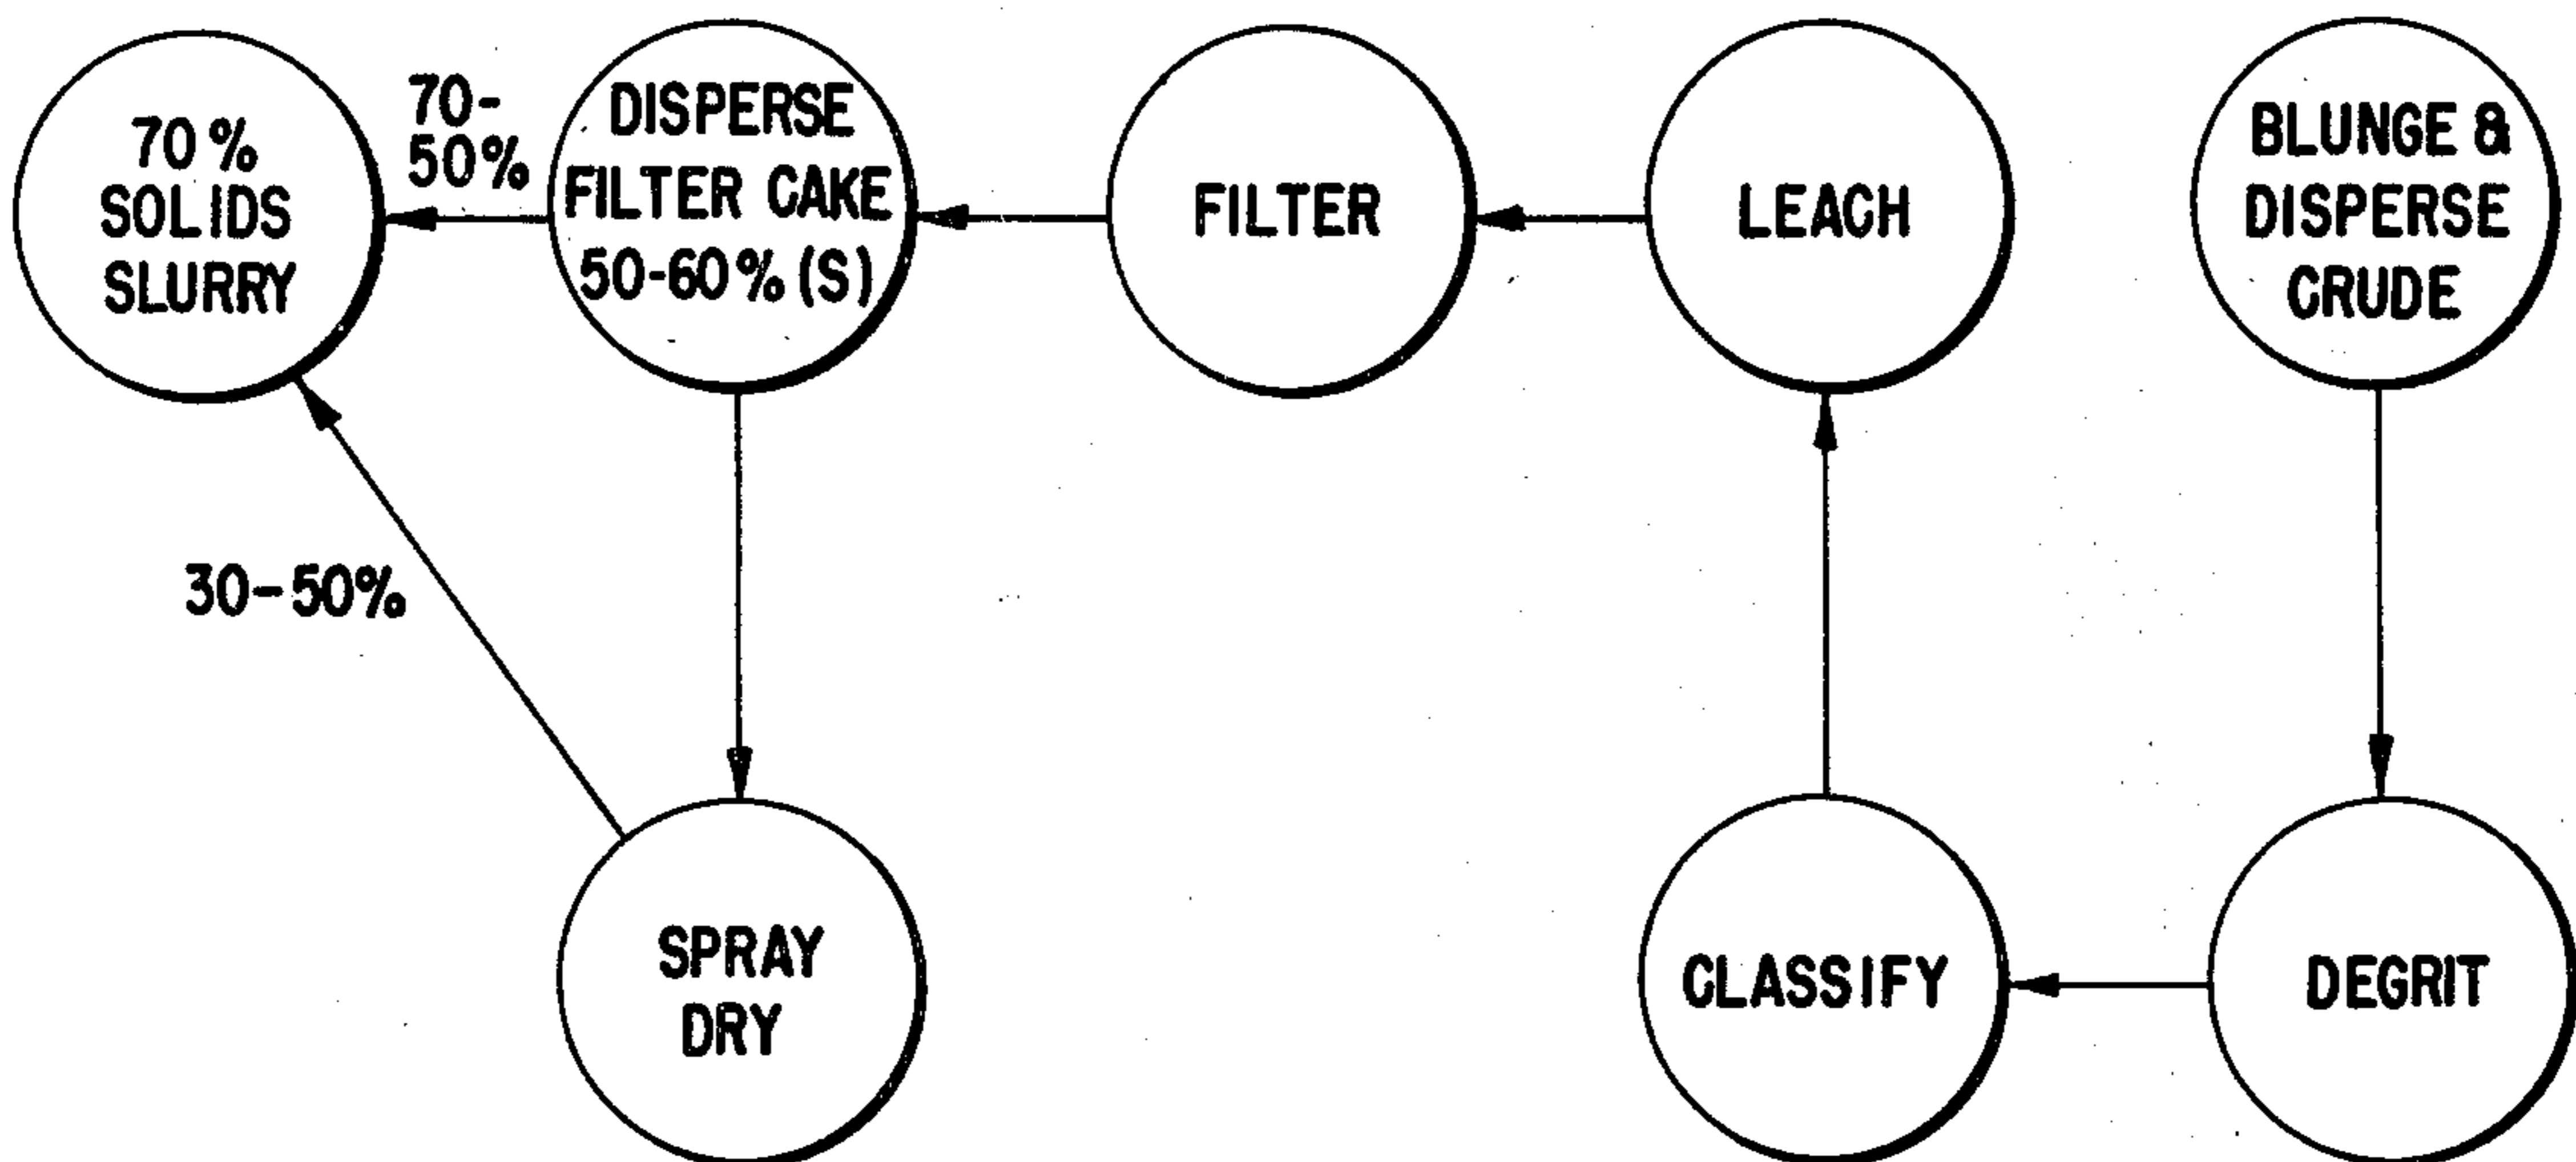 70%
SOLIDS
SLURRY
70-
50%
DISPERSE
FILTER CAKE
50-60% (S)
FILTER
LEACH
BLUNGE &
DISPERSE
CRUDE
30-50%
SPRAY
DRY
CLASSIFY
DEGRIT